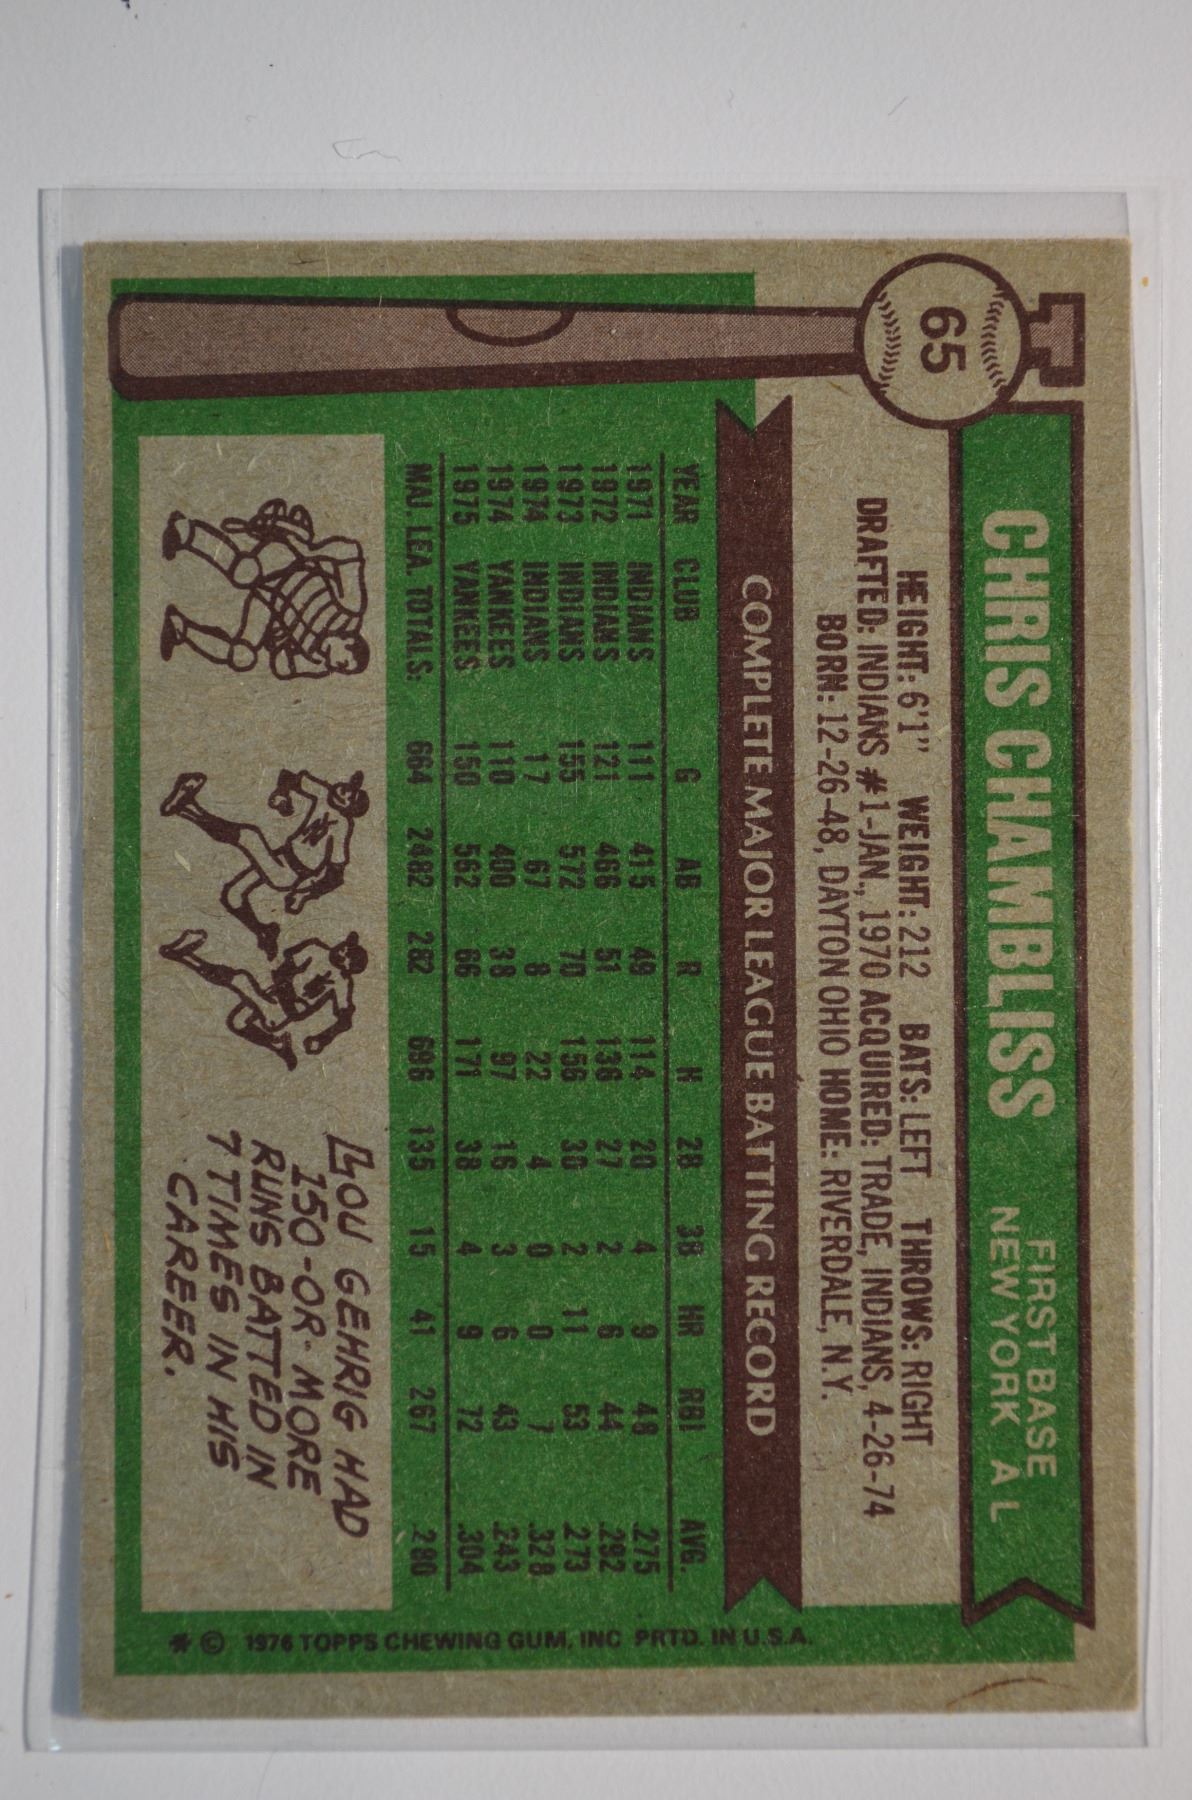 65
CHRIS CHAMBLISS
FIRST BASE
NEW YORK A L
HEIGHT: 6'1" WEIGHT: 212 BATS: LEFT THROWS: RIGHT
DRAFTED: INDIANS #1-JAN., 1970 ACQUIRED: TRADE, INDIANS, 4-26-74
BORN: 12-26-48, DAYTON OHIO HOME: RIVERDALE, N.Y.
COMPLETE MAJOR LEAGUE BATTING RECORD
YEAR CLUB G AB R H 2B 3B HR RBI AVG.
1971 INDIANS 111 415 49 114 20 4 9 48 .275
1972 INDIANS 121 466 51 136 27 2 6 44 .292
1973 INDIANS 155 572 70 156 30 2 11 53 .273
1974 INDIANS 17 67 8 22 4 0 0 7 .328
1974 YANKEES 110 400 38 97 16 3 6 43 .243
1975 YANKEES 150 562 66 171 38 4 9 72 .304
MAJ. LEA. TOTALS: 664 2482 282 696 135 15 41 267 .280
LOU GEHRIG HAD
150-OR-MORE
RUNS BATTED IN
7 TIMES IN HIS
CAREER.
* © 1976 TOPPS CHEWING GUM, INC PRTD. IN U.S.A.